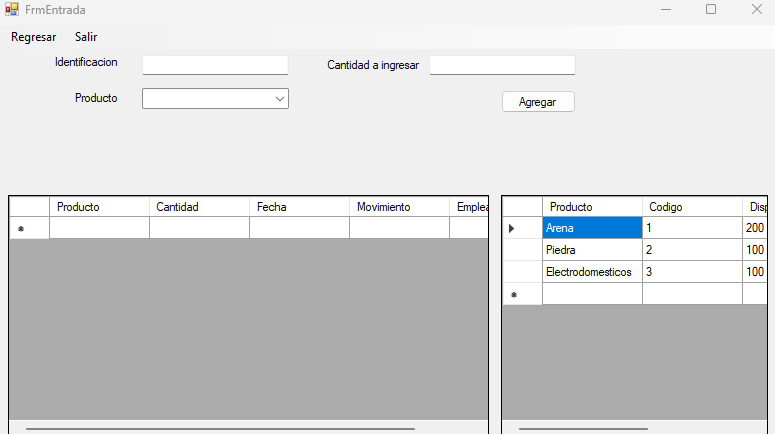 FrmEntrada
Regresar Salir
Identificacion
Cantidad a ingresar
Producto
Agregar
Producto Cantidad Fecha Movimiento Emplea
Producto Codigo Disp
Arena 1 200
Piedra 2 100
Electrodomesticos 3 100